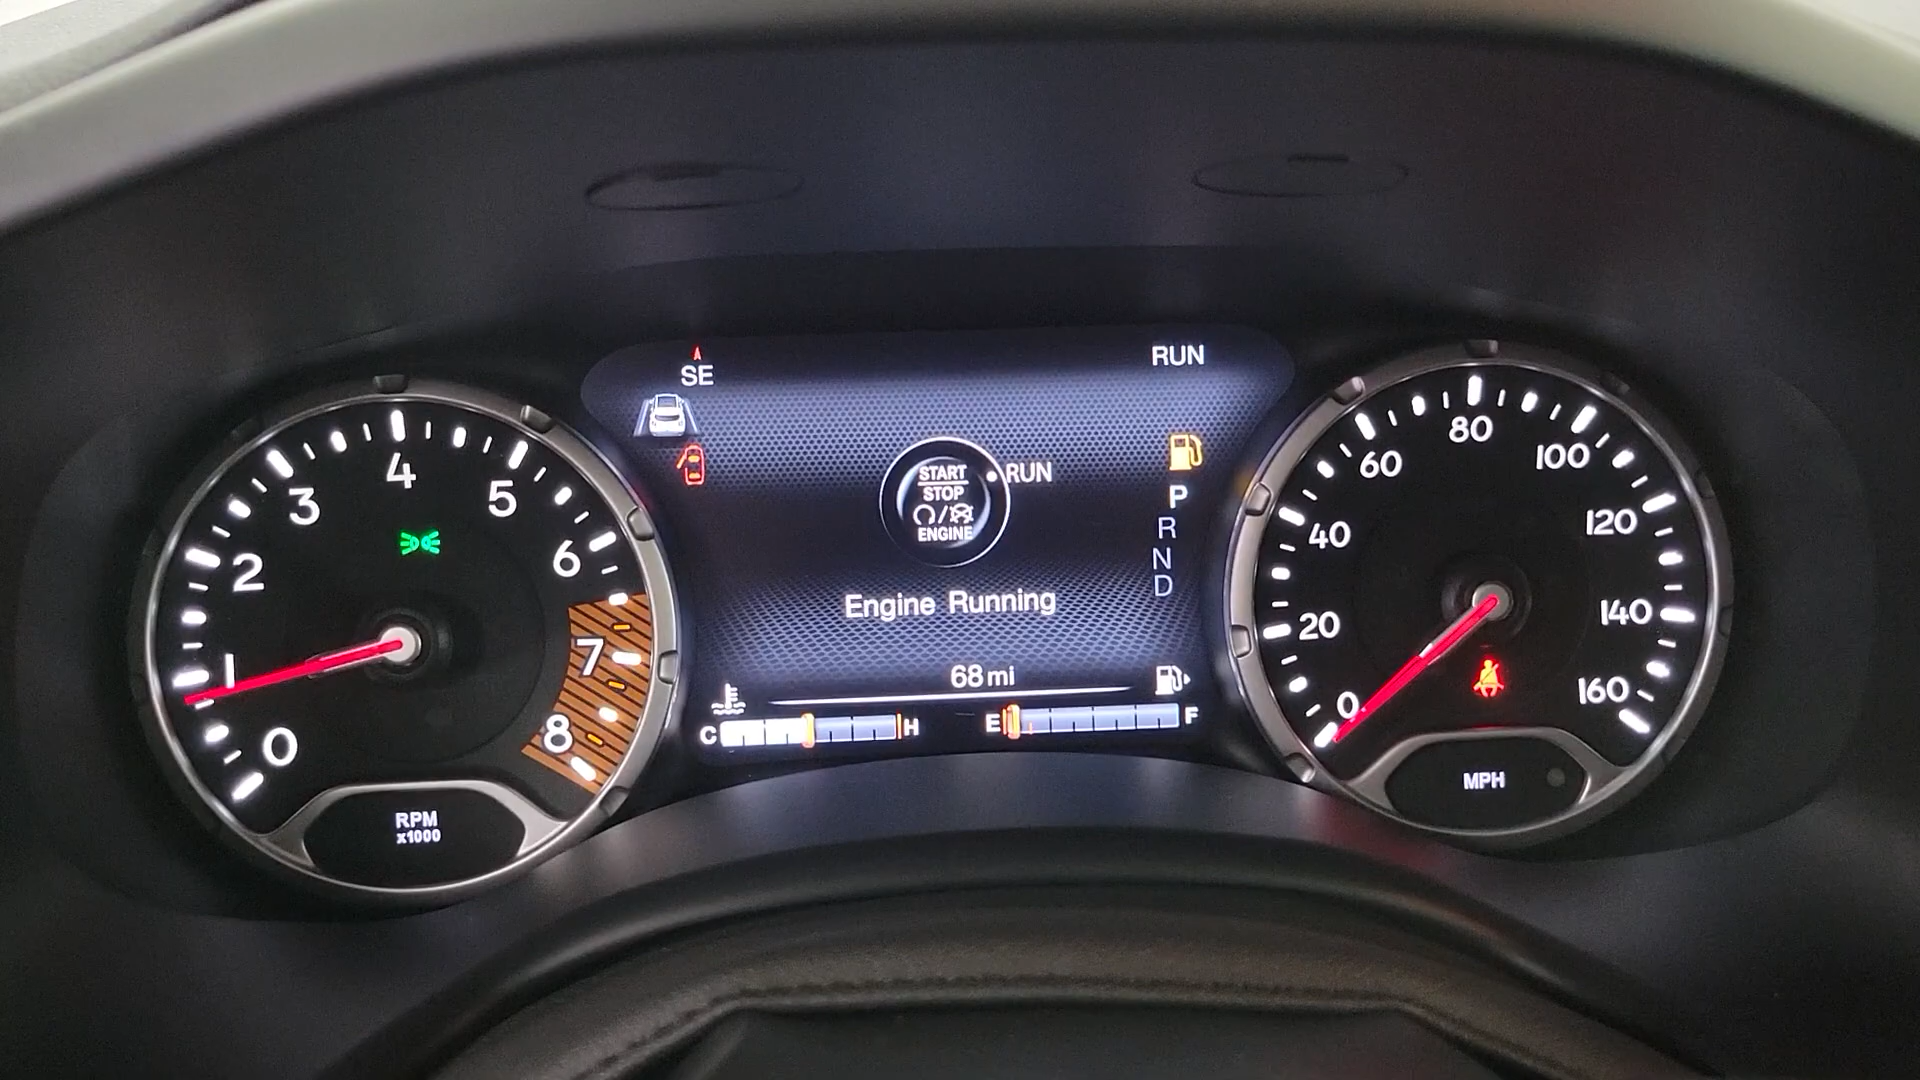 SE
RUN
START
STOP
ENGINE
RUN
P
R
N
D
Engine Running
68 mi
C
H
E
F
0
1
2
3
4
5
6
7
8
RPM
x1000
0
20
40
60
80
100
120
140
160
MPH